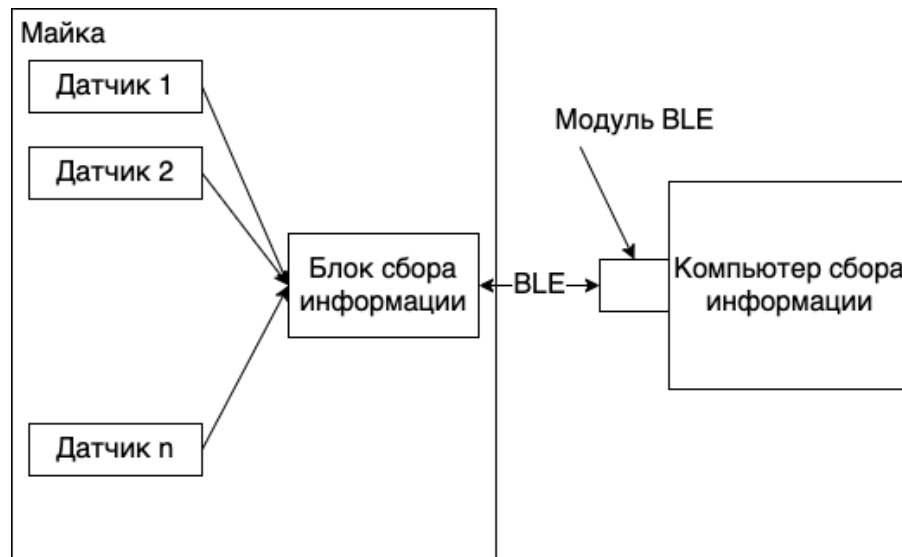 Майка
Датчик 1
Датчик 2
Датчик n
Блок сбора
информации
BLE
Модуль BLE
Компьютер сбора
информации